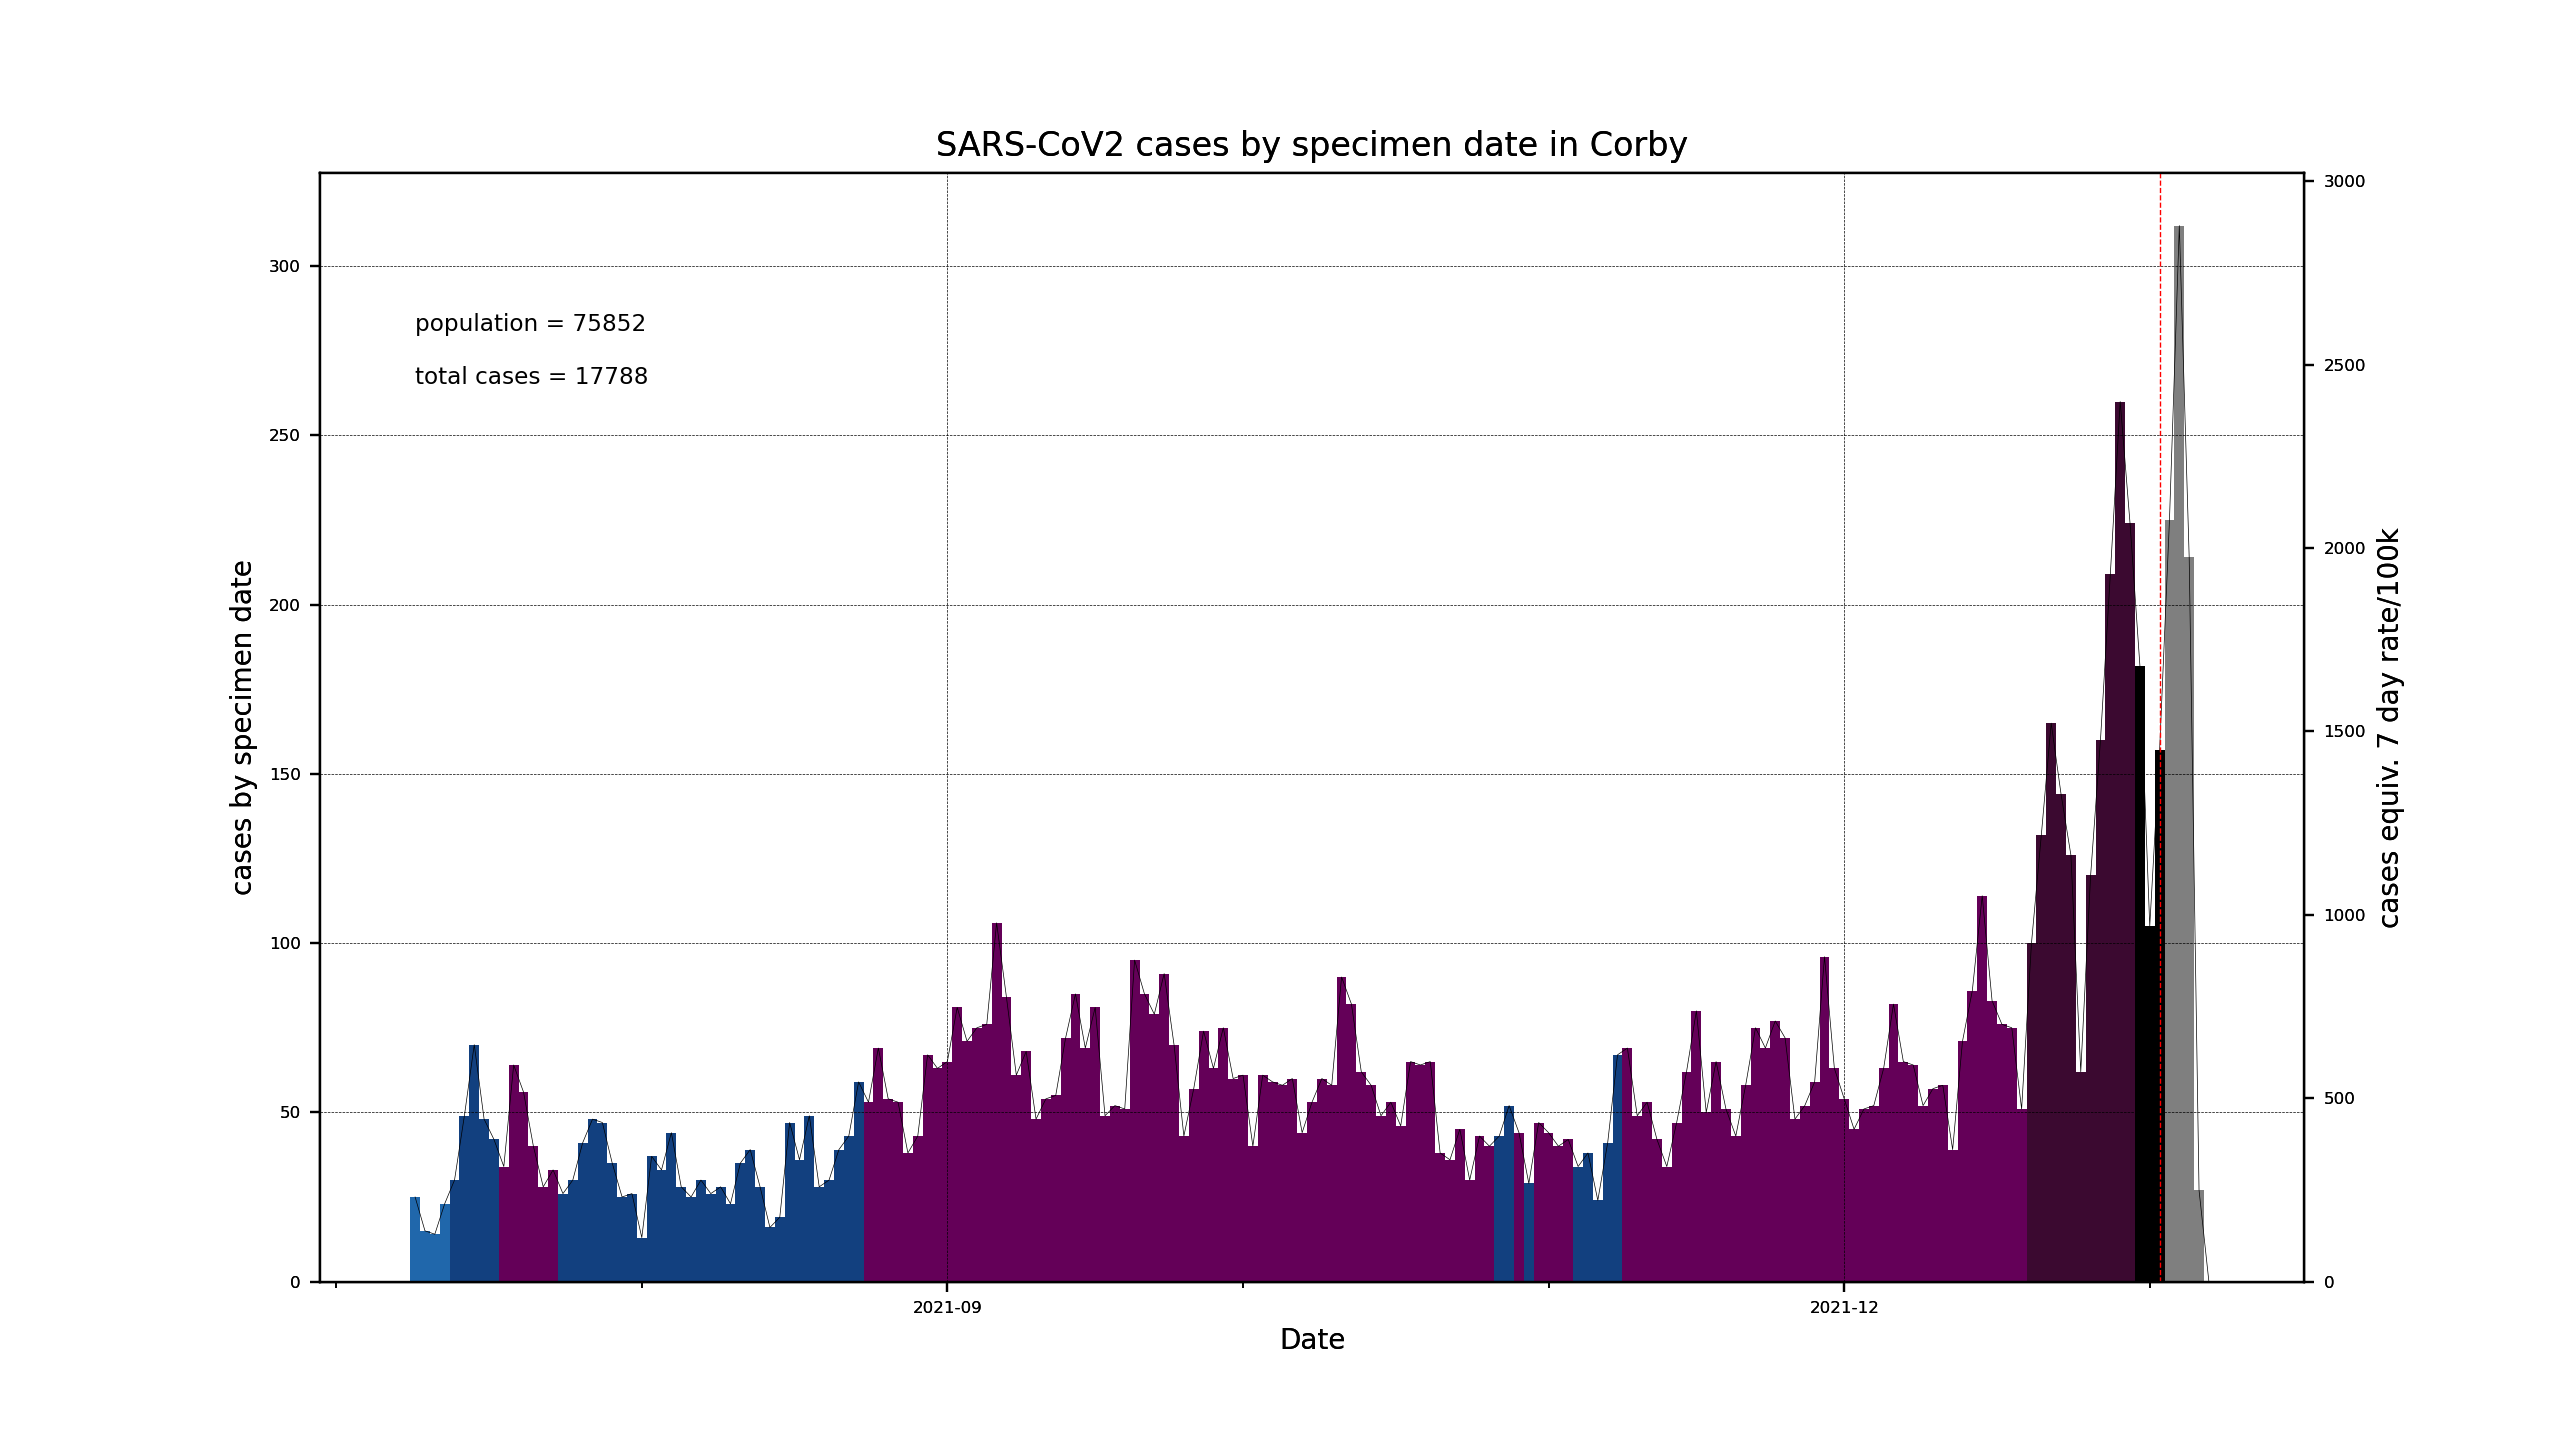 SARS-CoV2 cases by specimen date in Corby
population = 75852
total cases = 17788
cases by specimen date
300
250
200
150
100
50
0
3000
2500
2000
1500
1000
500
0
cases equiv. 7 day rate/100k
2021-09
2021-12
Date